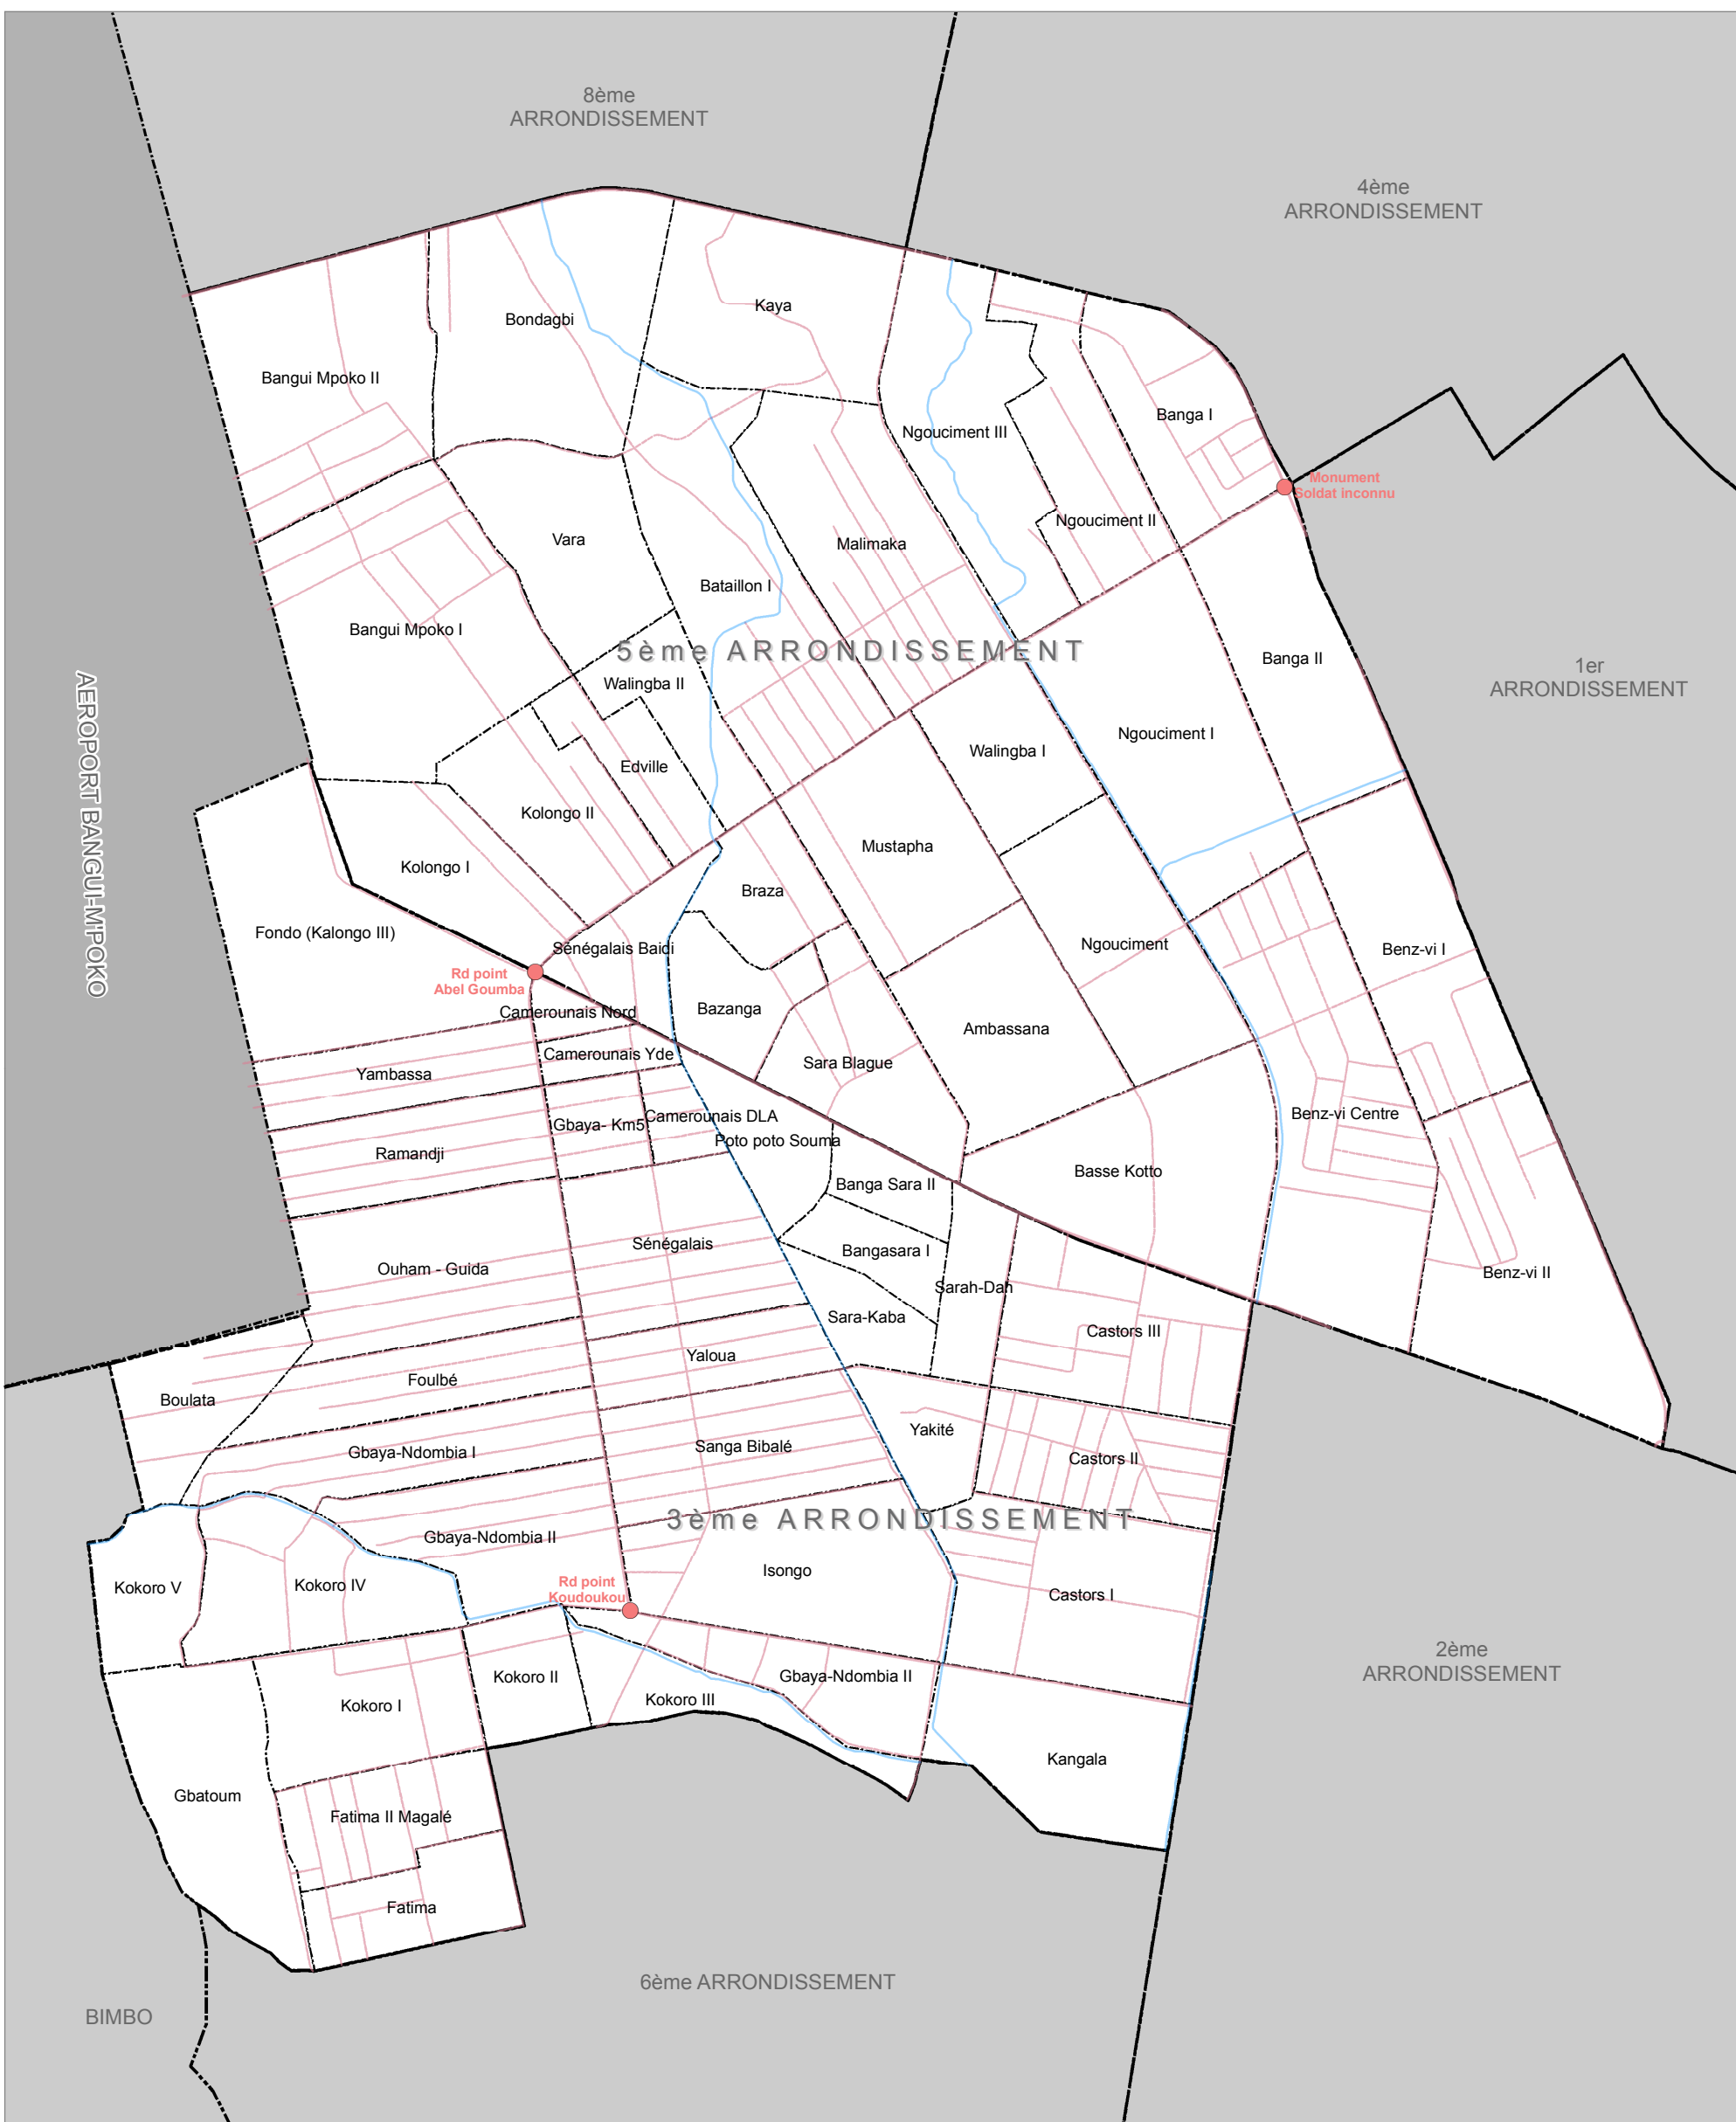 8ème
ARRONDISSEMENT
4ème
ARRONDISSEMENT
Kaya
Bondagbi
Bangui Mpoko II
Banga I
Ngouciment III
Monument
Soldat inconnu
Ngouciment II
Vara
Malimaka
Bataillon I
Bangui Mpoko I
5ème ARRONDISSEMENT
Banga II
1er
ARRONDISSEMENT
Walingba II
AEROPORT BANGUI-M'POKO
Ngouciment I
Walingba I
Edville
Kolongo II
Mustapha
Kolongo I
Braza
Fondo (Kalongo III)
Sénégalais Baidi
Ngouciment
Benz-vi I
Rd point
Abel Goumba
Camerounais Nord
Bazanga
Ambassana
Camerounais Yde
Sara Blague
Yambassa
Benz-vi Centre
Camerounais DLA
Gbaya- Km5
Poto poto Souma
Ramandji
Basse Kotto
Banga Sara II
Sénégalais
Bangasara I
Ouham - Guida
Benz-vi II
Sarah-Dah
Sara-Kaba
Castors III
Yaloua
Foulbé
Boulata
Yakité
Sanga Bibalé
Gbaya-Ndombia I
Castors II
3ème ARRONDISSEMENT
Gbaya-Ndombia II
Isongo
Rd point
Koudoukou
Kokoro V
Kokoro IV
Castors I
2ème
ARRONDISSEMENT
Kokoro II
Gbaya-Ndombia II
Kokoro III
Kokoro I
Kangala
Gbatoum
Fatima II Magalé
Fatima
6ème ARRONDISSEMENT
BIMBO